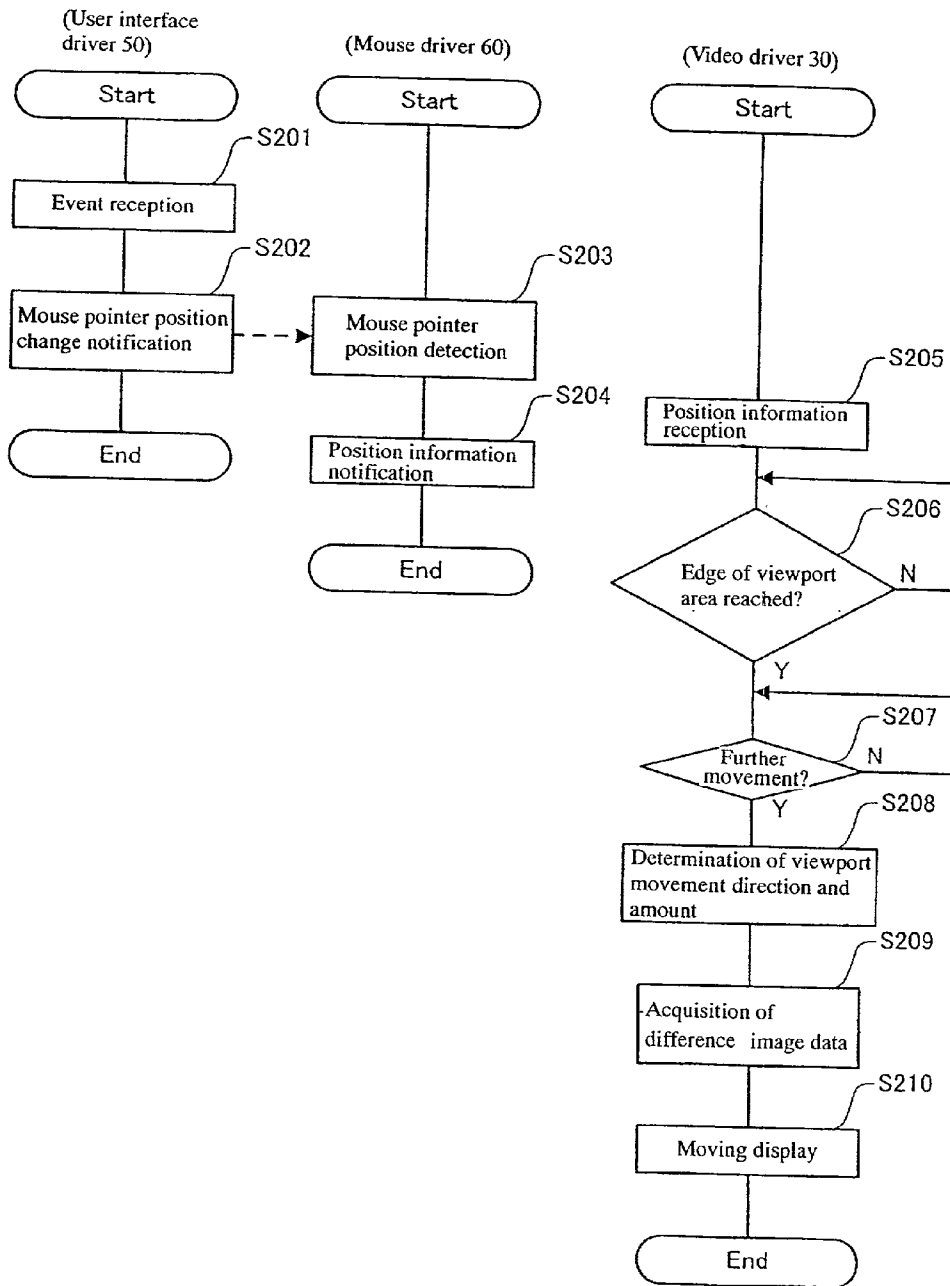 (User interface
driver 50)
Start
S201
Event reception
S202
Mouse pointer position
change notification
End
(Mouse driver 60)
Start
S203
Mouse pointer
position detection
S204
Position information
notification
End
(Video driver 30)
Start
S205
Position information
reception
S206
Edge of viewport
area reached?
N
Y
S207
Further
movement?
N
Y
S208
Determination of viewport
movement direction and
amount
S209
Acquisition of
difference image data
S210
Moving display
End